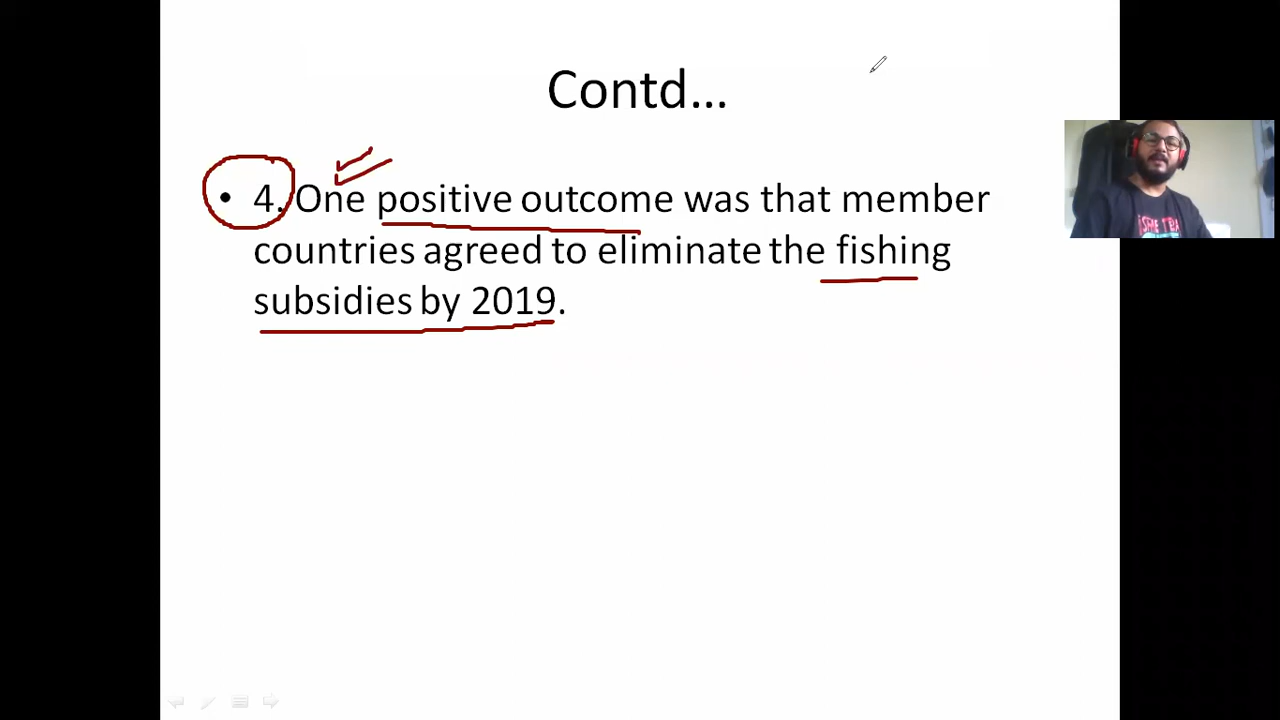 Contd...
• 4. One positive outcome was that member
countries agreed to eliminate the fishing
subsidies by 2019.